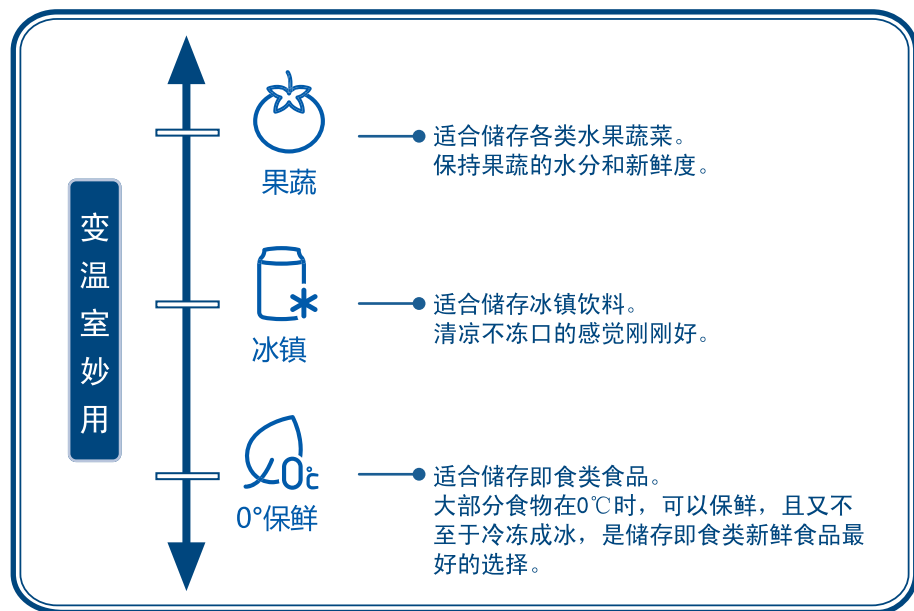 变温室妙用
果蔬
适合储存各类水果蔬菜。
保持果蔬的水分和新鲜度。
冰镇
适合储存冰镇饮料。
清凉不冻口的感觉刚刚好。
0℃
0°保鲜
适合储存即食类食品。
大部分食物在0℃时，可以保鲜，且又不
至于冷冻成冰，是储存即食类新鲜食品最
好的选择。